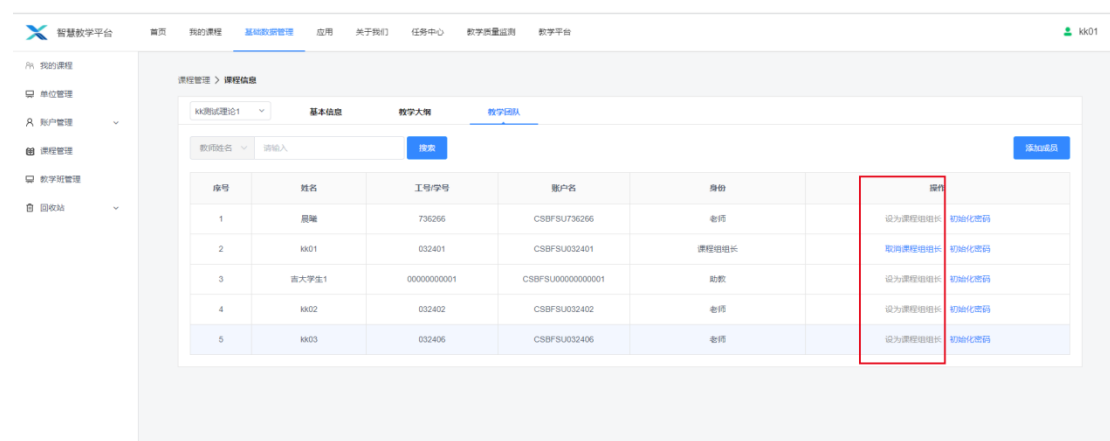 智慧教学平台 首页 我的课程 基础数据管理 应用 关于我们 任务中心 教学质量监测 教学平台 kk01
我的课程
单位管理
账户管理
课程管理
教学班管理
回收站
课程管理 > 课程信息
kk测试理论1 基本信息 教学大纲 教学团队
教师姓名 请输入 搜索 添加成员
序号 姓名 工号/学号 账户名 身份 操作
1 晨曦 736266 CSBFSU736266 老师 设为课程组组长 初始化密码
2 kk01 032401 CSBFSU032401 课程组组长 取消课程组组长 初始化密码
3 吉大学生1 00000000001 CSBFSU00000000001 助教 设为课程组组长 初始化密码
4 kk02 032402 CSBFSU032402 老师 设为课程组组长 初始化密码
5 kk03 032406 CSBFSU032406 老师 设为课程组组长 初始化密码